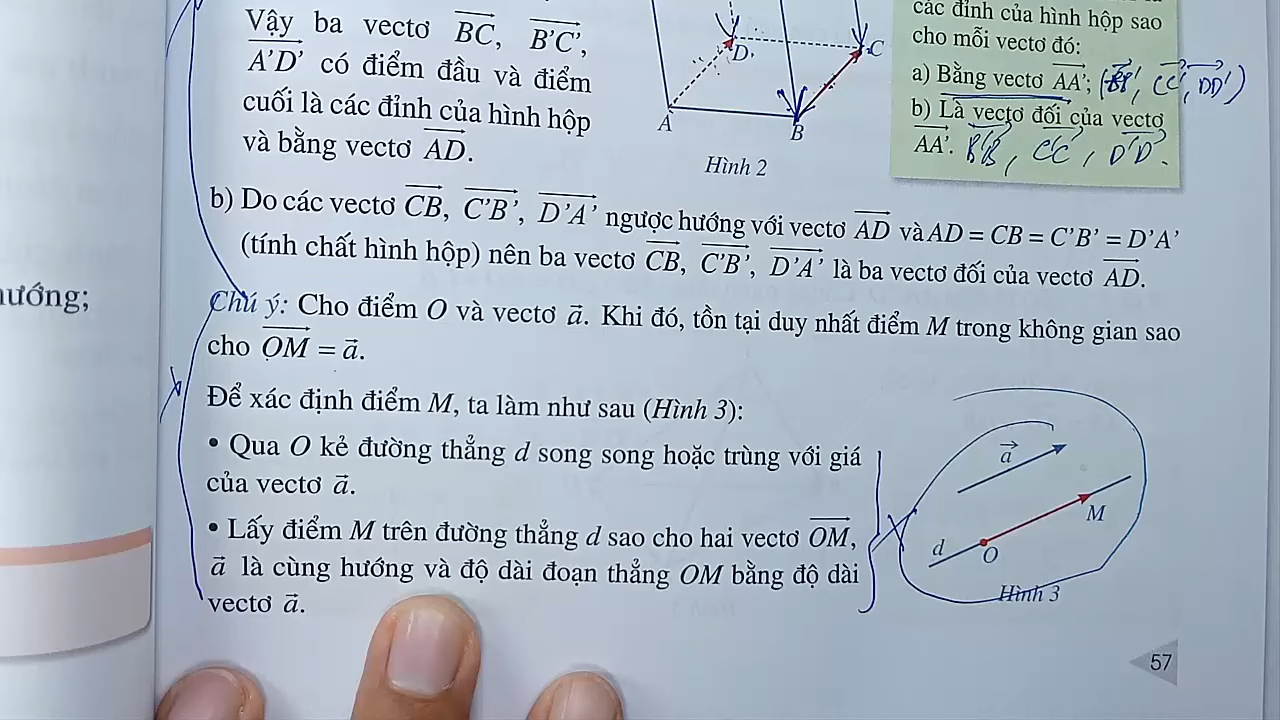 Vậy ba vectơ BC, B'C',
A'D' có điểm đầu và điểm
cuối là các đỉnh của hình hộp
và bằng vectơ AD.
D'
C
A
B
Hình 2
các đỉnh của hình hộp sao
cho mỗi vectơ đó:
a) Bằng vectơ AA'; (BB', CC', DD')
b) Là vectơ đối của vectơ
AA'. B'B, C'C, D'D.
b) Do các vectơ CB, C'B', D'A' ngược hướng với vectơ AD và AD = CB = C'B' = D'A'
(tính chất hình hộp) nên ba vectơ CB, C'B', D'A' là ba vectơ đối của vectơ AD.
hướng;
Chú ý: Cho điểm O và vectơ a. Khi đó, tồn tại duy nhất điểm M trong không gian sao
cho OM = a.
Để xác định điểm M, ta làm như sau (Hình 3):
• Qua O kẻ đường thẳng d song song hoặc trùng với giá
của vectơ a.
• Lấy điểm M trên đường thẳng d sao cho hai vectơ OM,
a là cùng hướng và độ dài đoạn thẳng OM bằng độ dài
vectơ a.
a
M
d
O
Hình 3
57